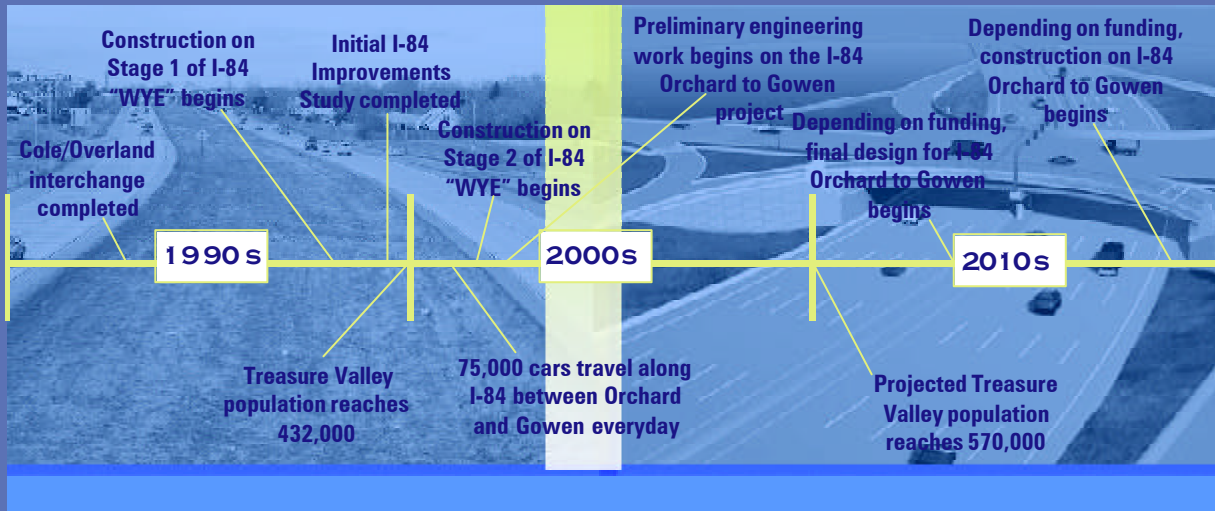 Construction on
Stage 1 of I-84
“WYE” begins
Initial I-84
Improvements
Study completed
Preliminary engineering
work begins on the I-84
Orchard to Gowen
project
Depending on funding,
construction on I-84
Orchard to Gowen
begins
Cole/Overland
interchange
completed
Construction on
Stage 2 of I-84
“WYE” begins
Depending on funding,
final design for I-84
Orchard to Gowen
begins
1990s
2000s
2010s
Treasure Valley
population reaches
432,000
75,000 cars travel along
I-84 between Orchard
and Gowen everyday
Projected Treasure
Valley population
reaches 570,000